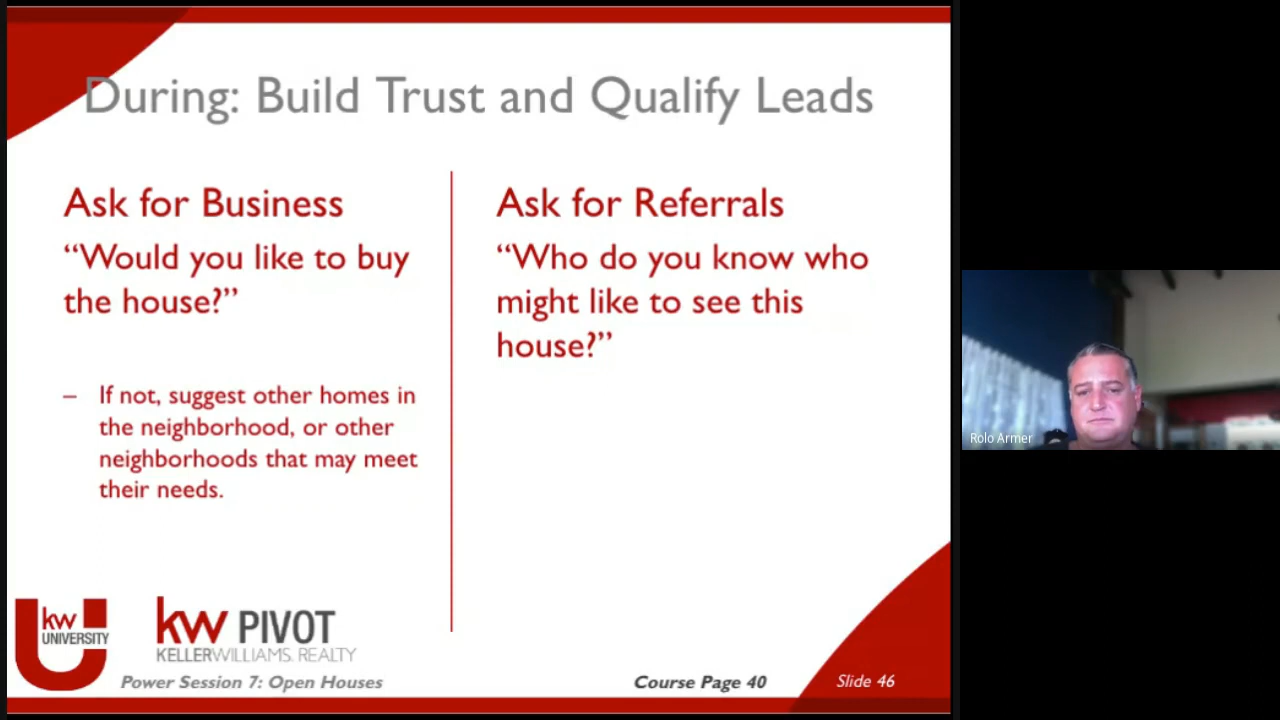 During: Build Trust and Qualify Leads
Ask for Business
“Would you like to buy
the house?”
– If not, suggest other homes in
the neighborhood, or other
neighborhoods that may meet
their needs.
Ask for Referrals
“Who do you know who
might like to see this
house?”
Rolo Armer
kw
UNIVERSITY
kw PIVOT
KELLERWILLIAMS. REALTY
Power Session 7: Open Houses
Course Page 40
Slide 46